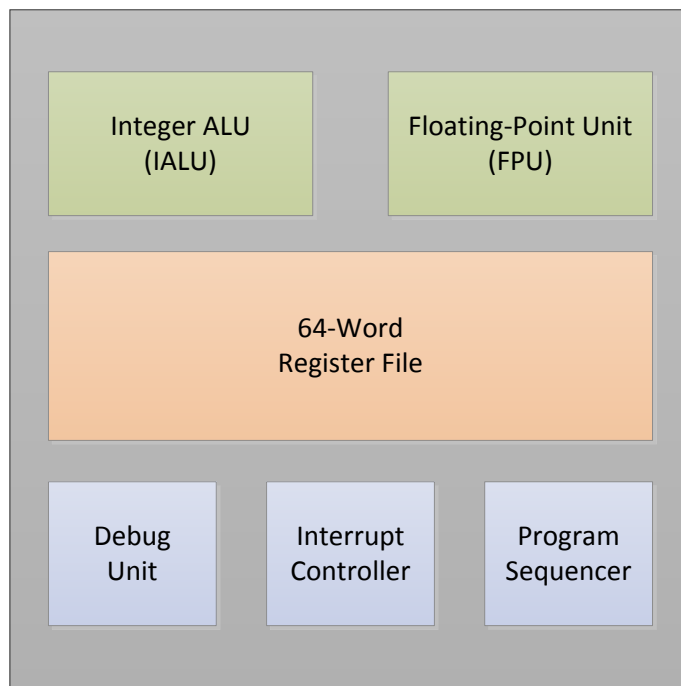 Integer ALU
(IALU)
Floating-Point Unit
(FPU)
64-Word
Register File
Debug
Unit
Interrupt
Controller
Program
Sequencer